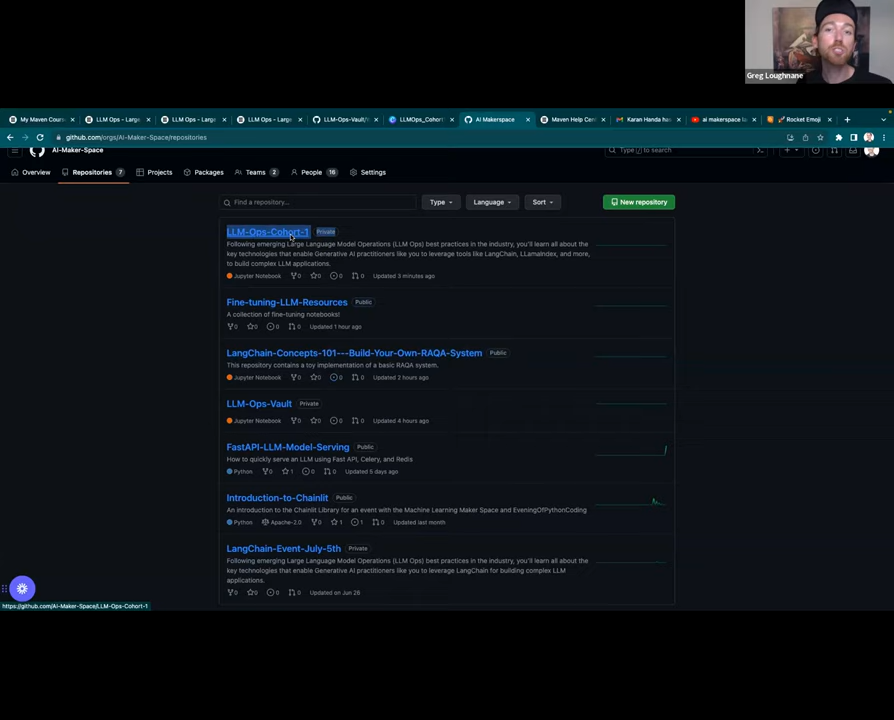 Greg Loughnane
My Maven Cours
LLM Ops - Large
LLM Ops - Large
LLM Ops - Large
LLM-Ops-Vault/
LLMOps_Cohort
AI Makerspace
Maven Help Cen
Karan Handa has
ai makerspace la
Rocket Emoji
github.com/orgs/AI-Maker-Space/repositories
AI-Maker-Space
Type / to search
Overview
Repositories 7
Projects
Packages
Teams 2
People 16
Settings
Find a repository...
Type
Language
Sort
New repository
LLM-Ops-Cohort-1 Private
Following emerging Large Language Model Operations (LLM Ops) best practices in the industry, you'll learn all about the
key technologies that enable Generative AI practitioners like you to leverage tools like LangChain, LLamaIndex, and more,
to build complex LLM applications.
Jupyter Notebook 0 0 0 0 Updated 3 minutes ago
Fine-tuning-LLM-Resources Public
A collection of fine-tuning notebooks!
0 0 0 0 Updated 1 hour ago
LangChain-Concepts-101---Build-Your-Own-RAQA-System Public
This repository contains a toy implementation of a basic RAQA system.
Jupyter Notebook 0 0 0 0 Updated 2 hours ago
LLM-Ops-Vault Private
Jupyter Notebook 0 0 0 0 Updated 4 hours ago
FastAPI-LLM-Model-Serving Public
How to quickly serve an LLM using Fast API, Celery, and Redis
Python 0 1 0 0 Updated 5 days ago
Introduction-to-Chainlit Public
An introduction to the Chainlit Library for an event with the Machine Learning Maker Space and EveningOfPythonCoding
Python Apache-2.0 0 1 1 0 Updated last month
LangChain-Event-July-5th Private
Following emerging Large Language Model Operations (LLM Ops) best practices in the industry, you'll learn all about the
key technologies that enable Generative AI practitioners like you to leverage LangChain for building complex LLM
applications.
0 0 0 0 Updated on Jun 28
https://github.com/AI-Maker-Space/LLM-Ops-Cohort-1